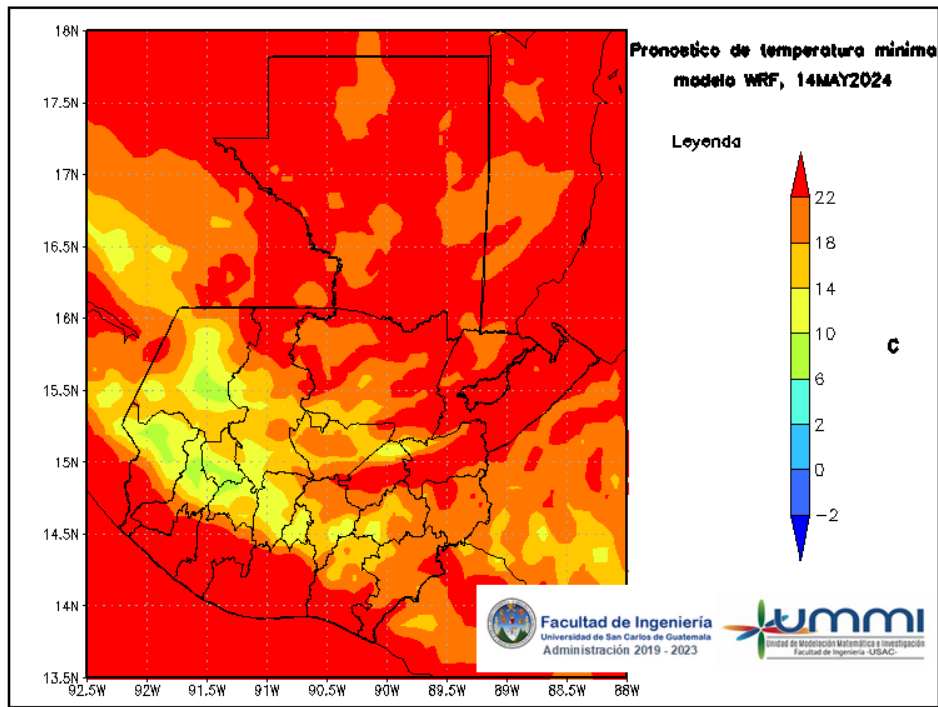 Pronostico de temperatura minima
modelo WRF, 14MAY2024
Leyenda
22
18
14
10
6
2
0
−2
C
18N
17.5N
17N
16.5N
16N
15.5N
15N
14.5N
14N
13.5N
92.5W 92W 91.5W 91W 90.5W 90W 89.5W 89W 88.5W 88W
Facultad de Ingeniería
Universidad de San Carlos de Guatemala
Administración 2019 - 2023
ummi
Unidad de Modelación Matemática e Investigación
Facultad de Ingeniería -USAC-